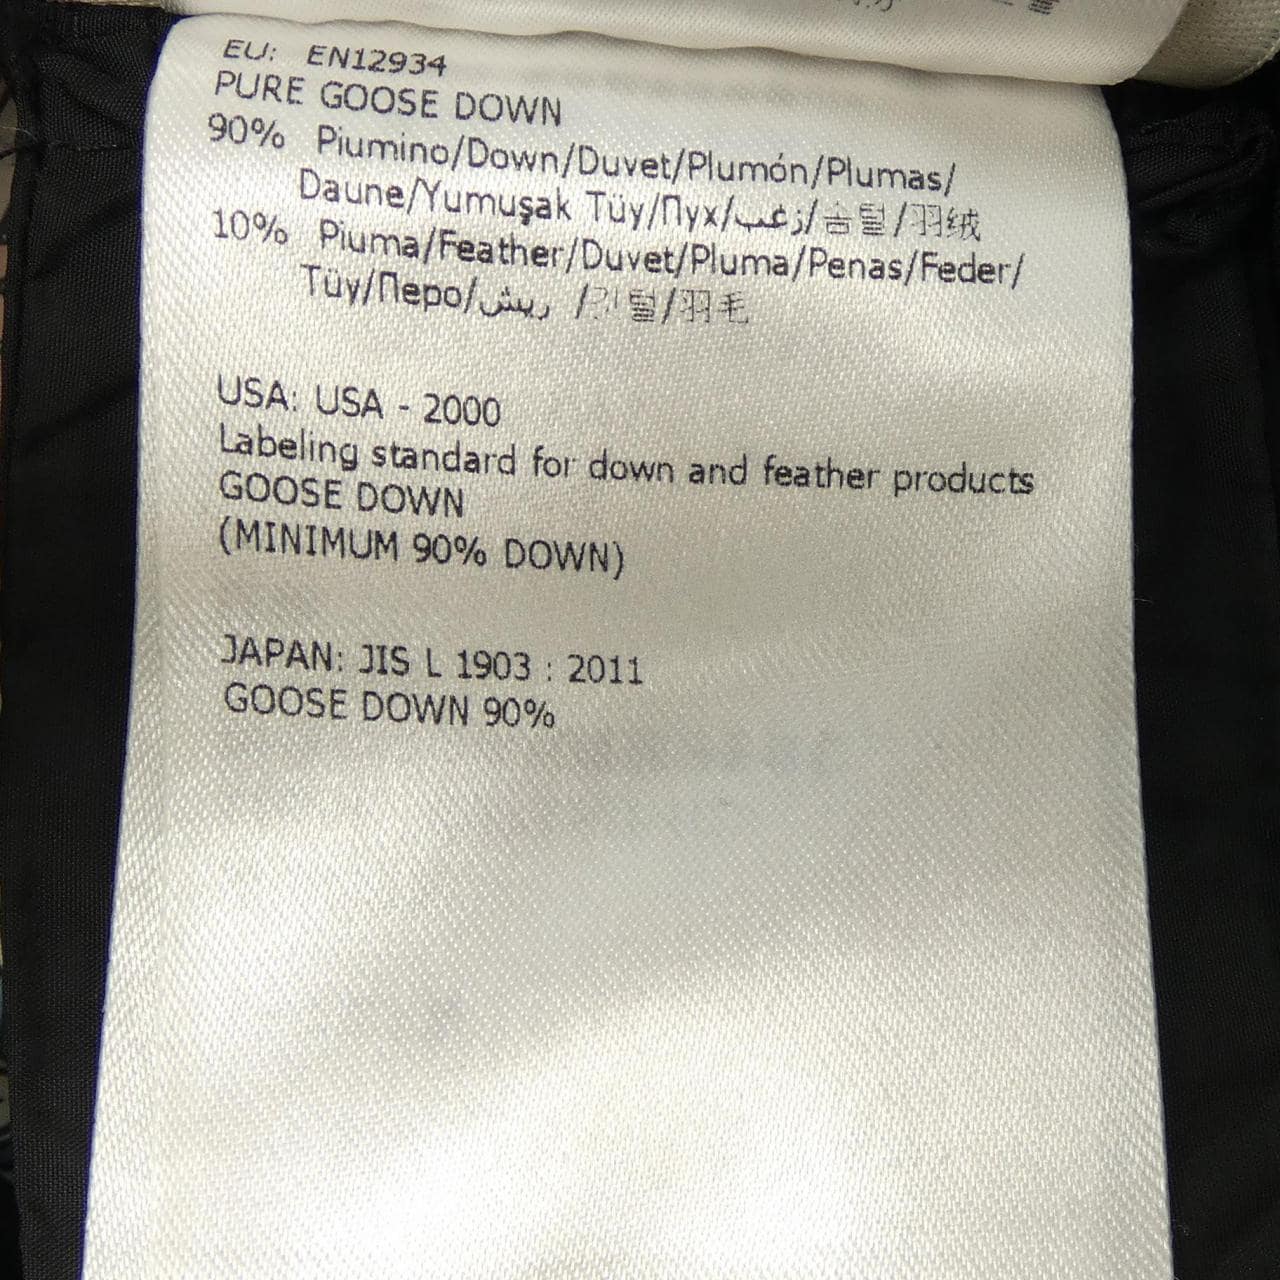 EU: EN12934
PURE GOOSE DOWN
90% Piumino/Down/Duvet/Plumón/Plumas/
Daune/Yumuşak Tüy/Пух/زغب/솜털/羽绒
10% Piuma/Feather/Duvet/Pluma/Penas/Feder/
Tüy/Перо/ريش /깃털/羽毛
USA: USA - 2000
Labeling standard for down and feather products
GOOSE DOWN
(MINIMUM 90% DOWN)
JAPAN: JIS L 1903 : 2011
GOOSE DOWN 90%